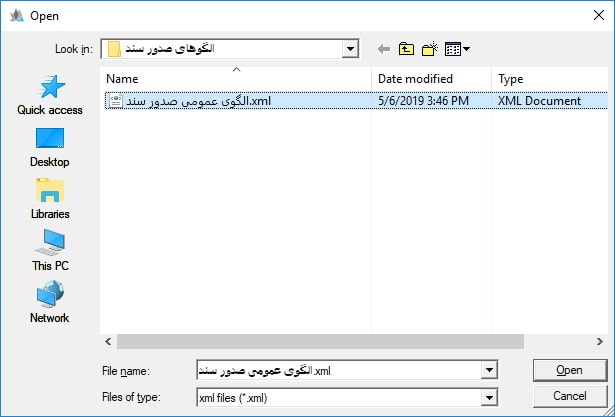 Open
Look in: الگوهای صدور سند
Name Date modified Type
الگوی عمومی صدور سند.xml 5/6/2019 3:46 PM XML Document
Quick access
Desktop
Libraries
This PC
Network
File name: الگوی عمومی صدور سند.xml Open
Files of type: xml files (*.xml) Cancel